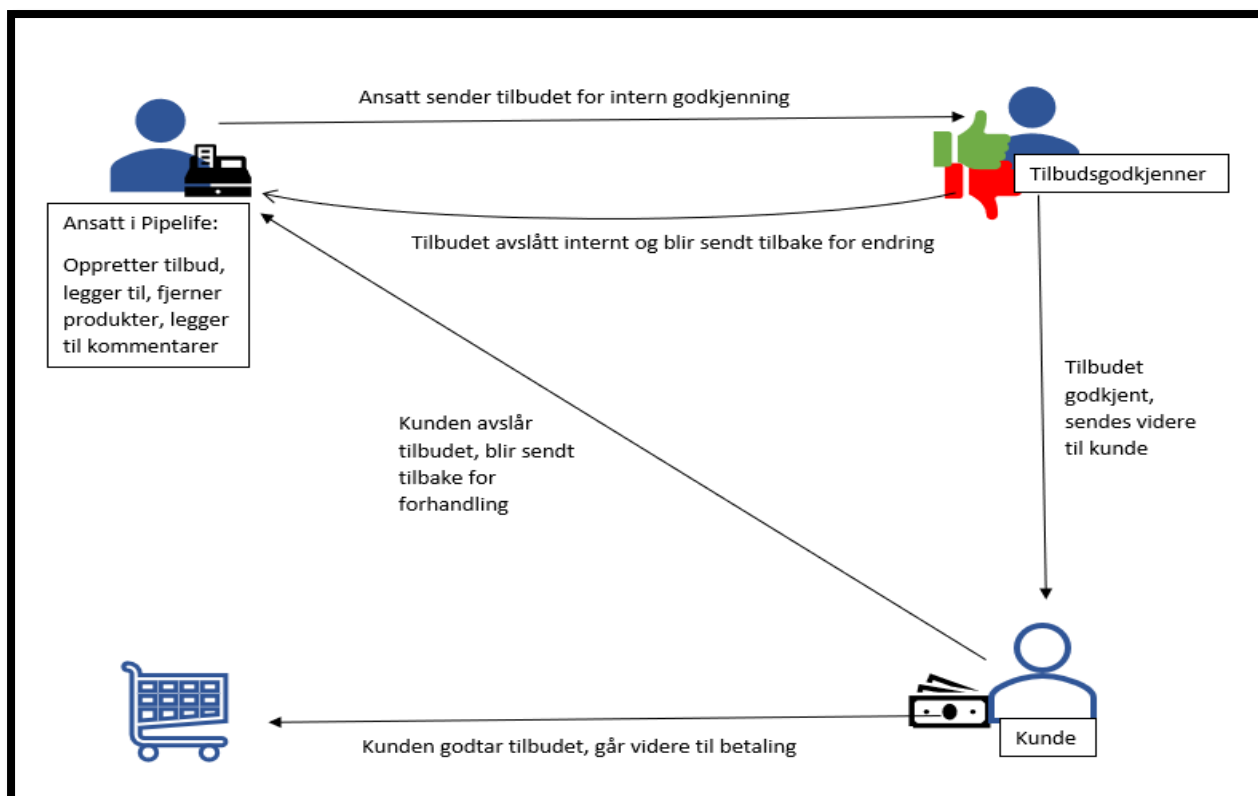 Ansatt sender tilbudet for intern godkjenning
Tilbudsgodkjenner
Ansatt i Pipelife:
Oppretter tilbud,
legger til, fjerner
produkter, legger
til kommentarer
Tilbudet avslått internt og blir sendt tilbake for endring
Tilbudet
godkjent,
sendes videre
til kunde
Kunden avslår
tilbudet, blir sendt
tilbake for
forhandling
Kunde
Kunden godtar tilbudet, går videre til betaling